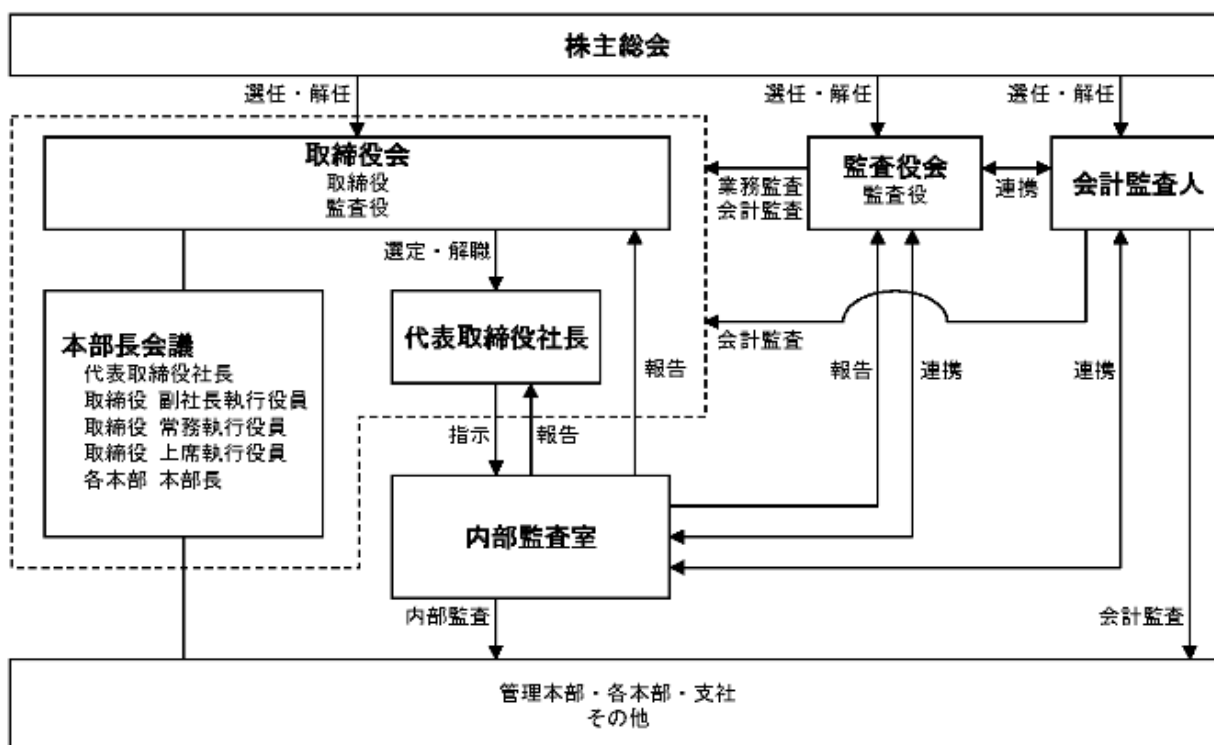 株主総会
選任・解任
選任・解任
選任・解任
取締役会
取締役
監査役
監査役会
監査役
会計監査人
業務監査
会計監査
連携
選定・解職
本部長会議
代表取締役社長
取締役 副社長執行役員
取締役 常務執行役員
取締役 上席執行役員
各本部 本部長
代表取締役社長
会計監査
報告
報告
連携
連携
指示
報告
内部監査室
内部監査
会計監査
管理本部・各本部・支社
その他